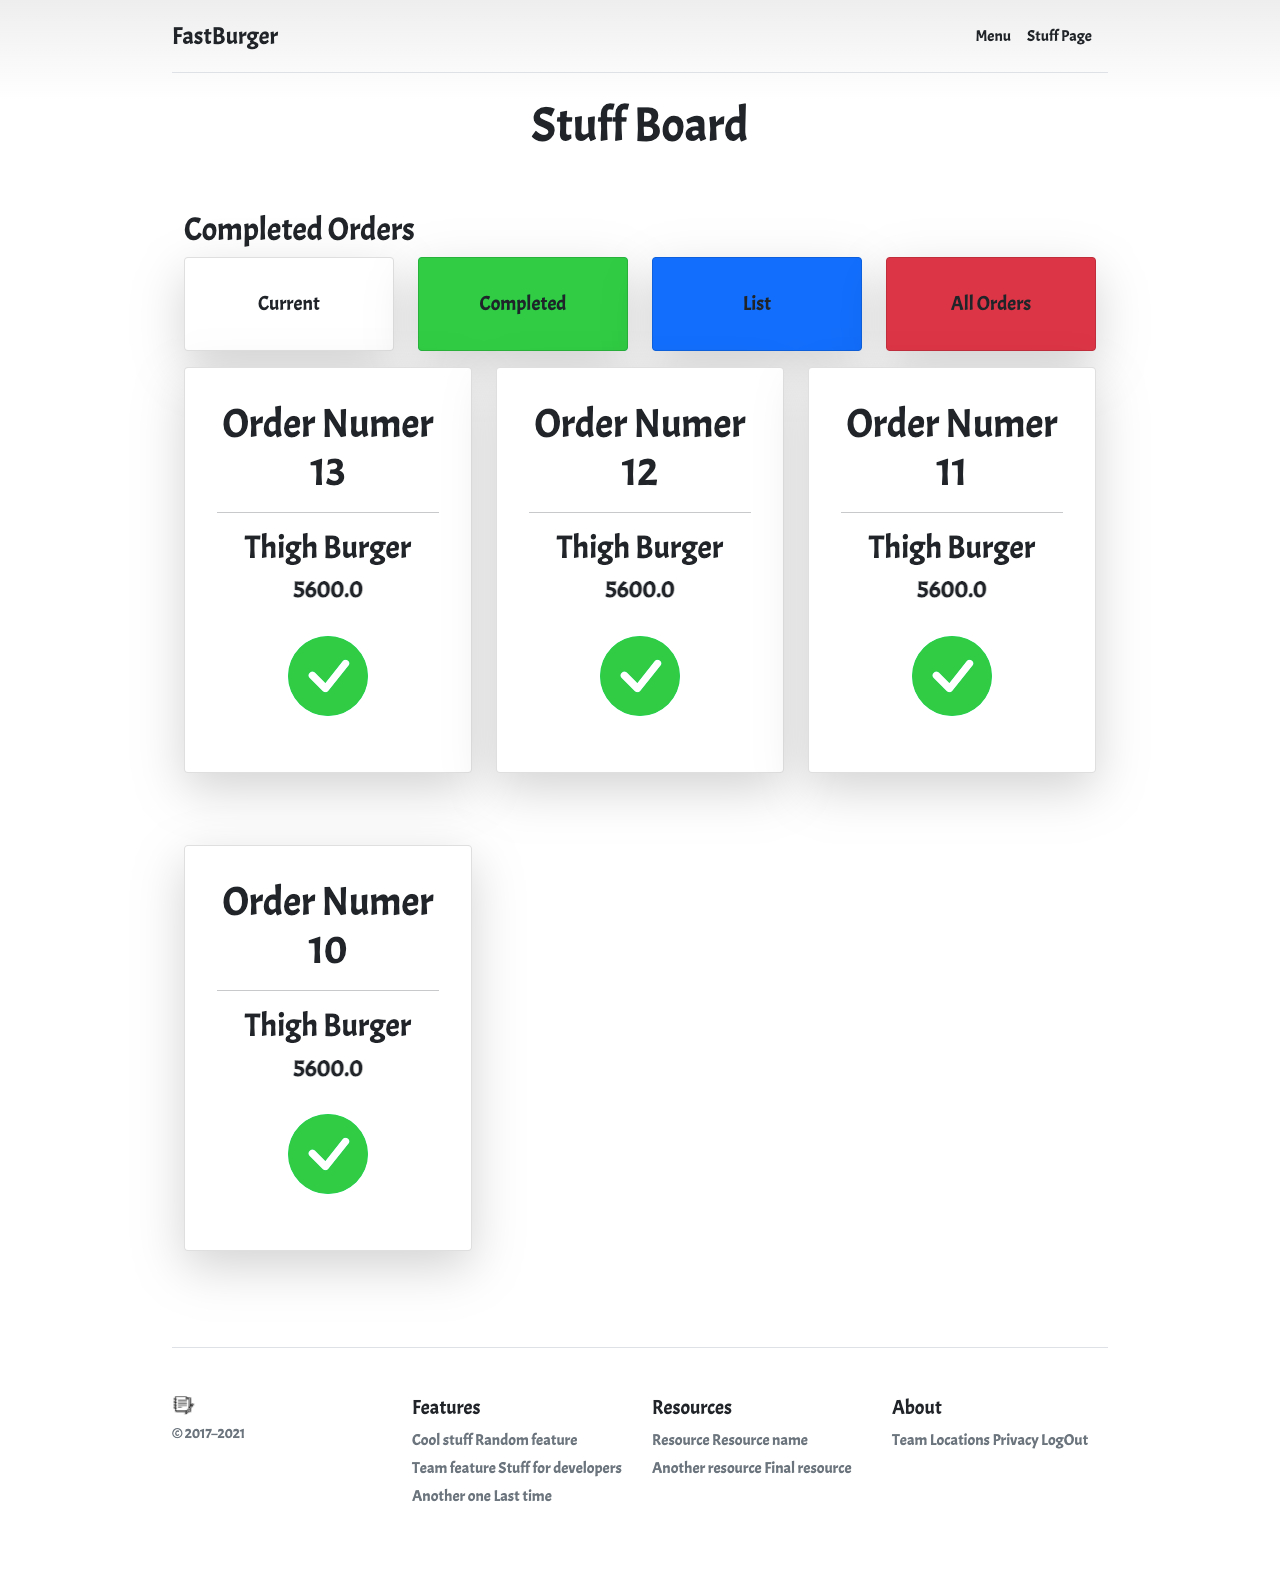 FastBurger
Menu Stuff Page
Stuff Board
Completed Orders
Current
Completed
List
All Orders
Order Numer
13
Thigh Burger
5600.0
Order Numer
12
Thigh Burger
5600.0
Order Numer
11
Thigh Burger
5600.0
Order Numer
10
Thigh Burger
5600.0
© 2017–2021
Features
Cool stuff Random feature
Team feature Stuff for developers
Another one Last time
Resources
Resource Resource name
Another resource Final resource
About
Team Locations Privacy LogOut